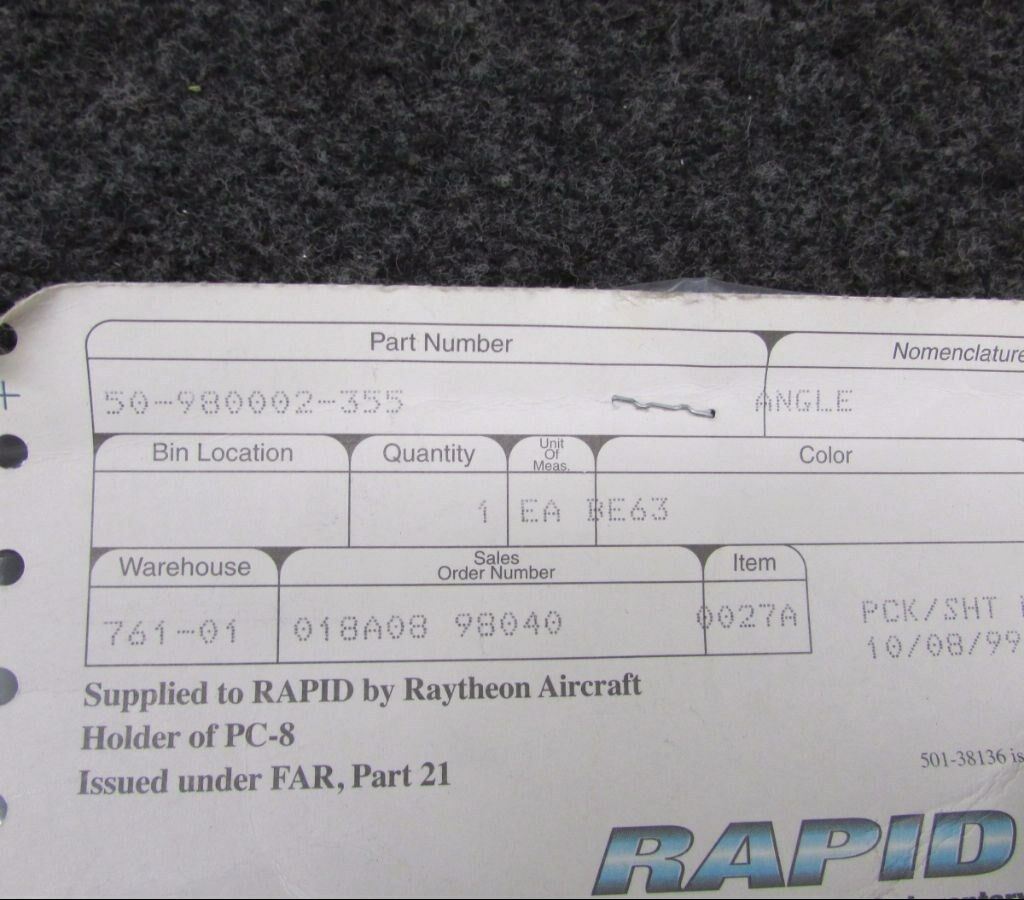 Part Number Nomenclature
50-980002-355 ANGLE
Bin Location Quantity Unit Of Meas. Color
1 EA BE63
Warehouse Sales Order Number Item
761-01 018A08 98040 0027A PCK/SHT
10/08/99
Supplied to RAPID by Raytheon Aircraft
Holder of PC-8
Issued under FAR, Part 21
501-38136 is
RAPID